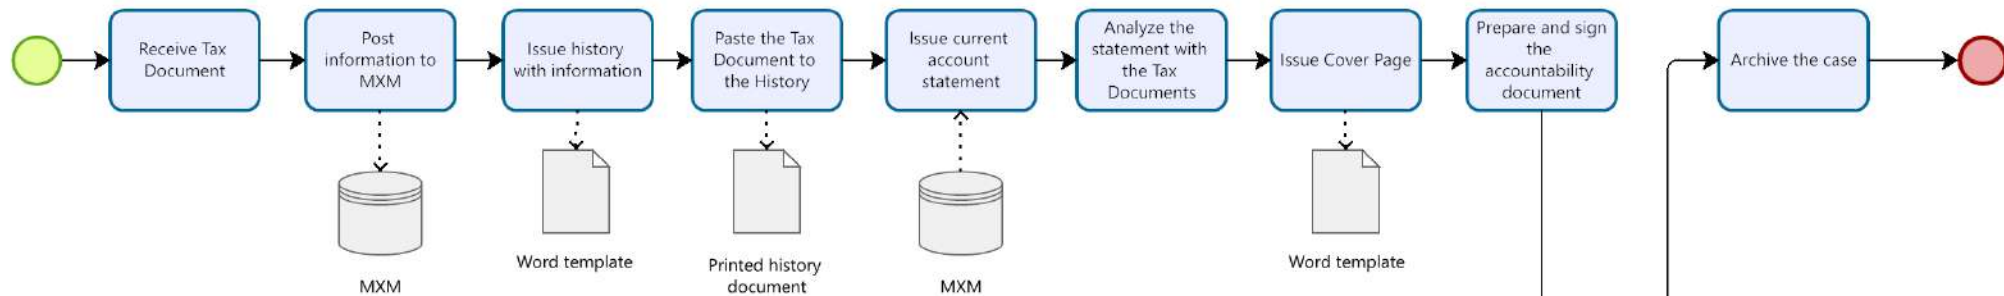 Receive Tax
Document
Post
information to
MXM
Issue history
with information
Paste the Tax
Document to
the History
Issue current
account
statement
Analyze the
statement with
the Tax
Documents
Issue Cover Page
Prepare and sign
the
accountability
document
Archive the case
MXM
Word template
Printed history
document
MXM
Word template